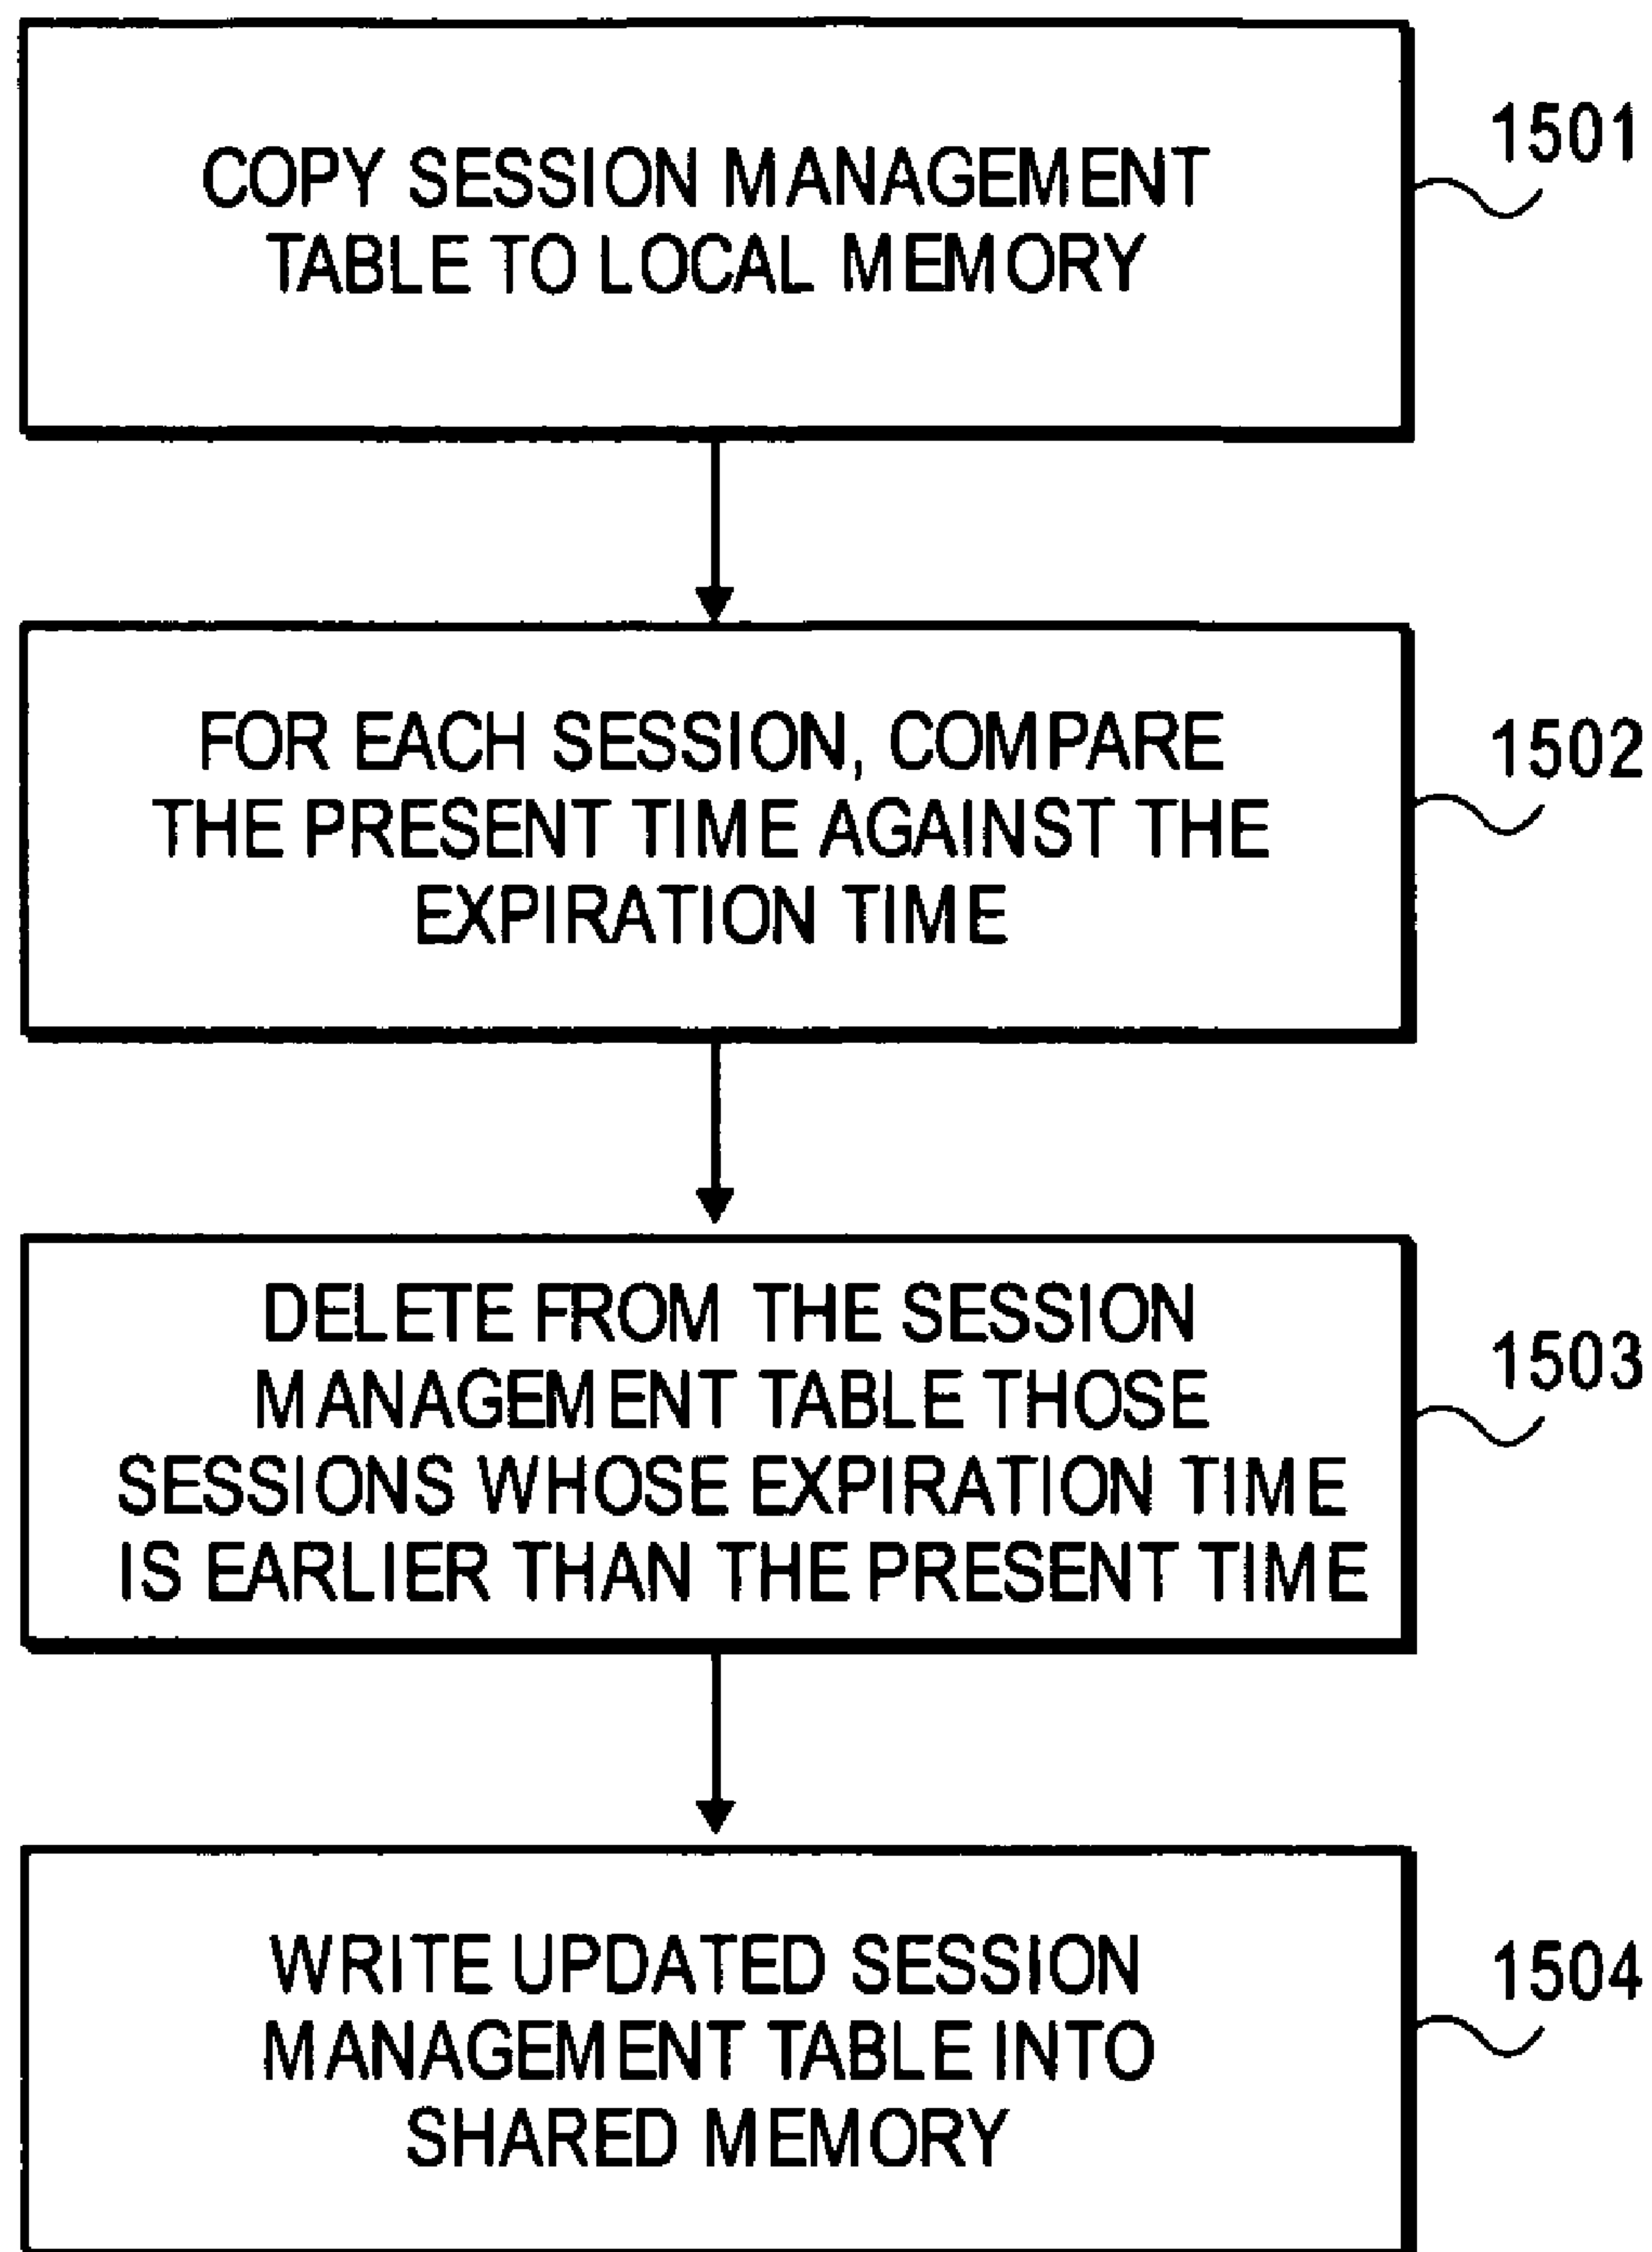 COPY SESSION MANAGEMENT
TABLE TO LOCAL MEMORY
1501
FOR EACH SESSION, COMPARE
THE PRESENT TIME AGAINST THE
EXPIRATION TIME
1502
DELETE FROM THE SESSION
MANAGEMENT TABLE THOSE
SESSIONS WHOSE EXPIRATION TIME
IS EARLIER THAN THE PRESENT TIME
1503
WRITE UPDATED SESSION
MANAGEMENT TABLE INTO
SHARED MEMORY
1504